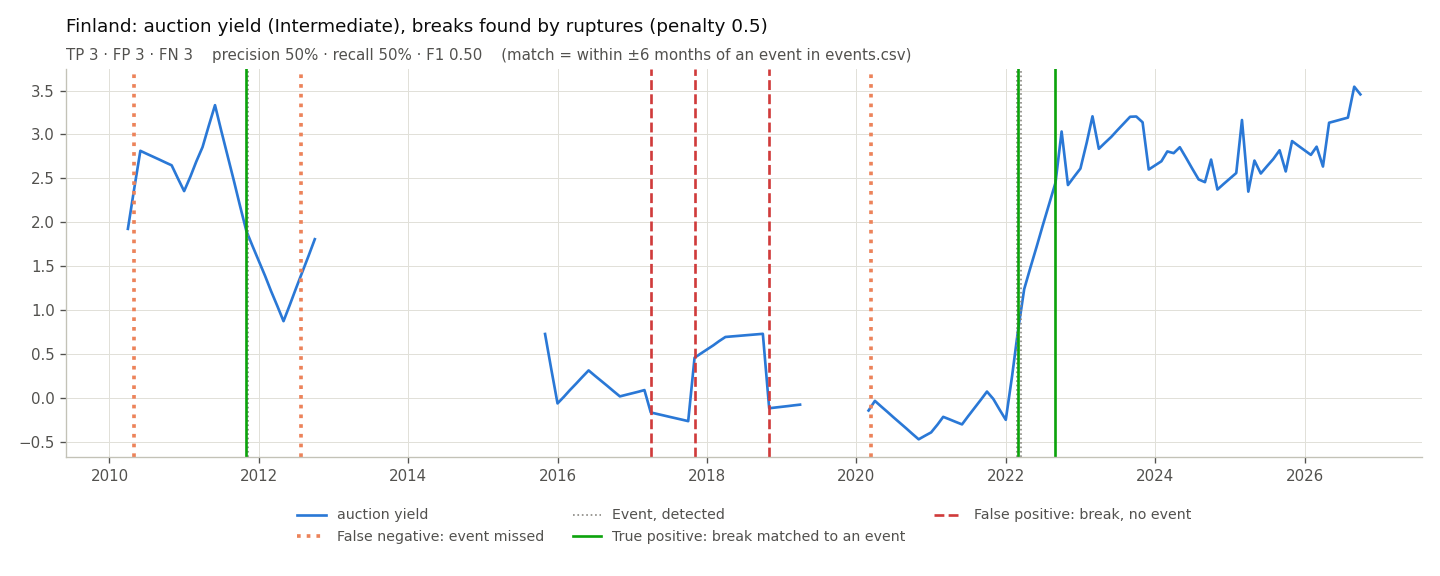 Finland: auction yield (Intermediate), breaks found by ruptures (penalty 0.5)
TP 3 · FP 3 · FN 3    precision 50% · recall 50% · F1 0.50    (match = within ±6 months of an event in events.csv)
3.5
3.0
2.5
2.0
1.5
1.0
0.5
0.0
−0.5
2010 2012 2014 2016 2018 2020 2022 2024 2026
auction yield    Event, detected    False positive: break, no event
False negative: event missed    True positive: break matched to an event